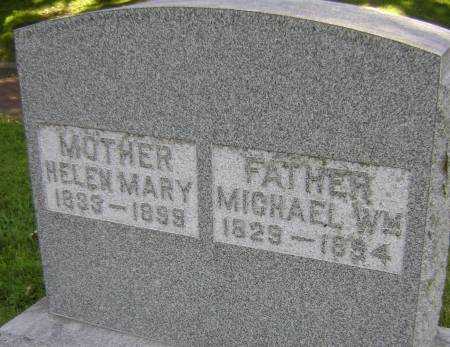 MOTHER
HELEN MARY
1833 – 1899
FATHER
MICHAEL WM
1829 – 1894